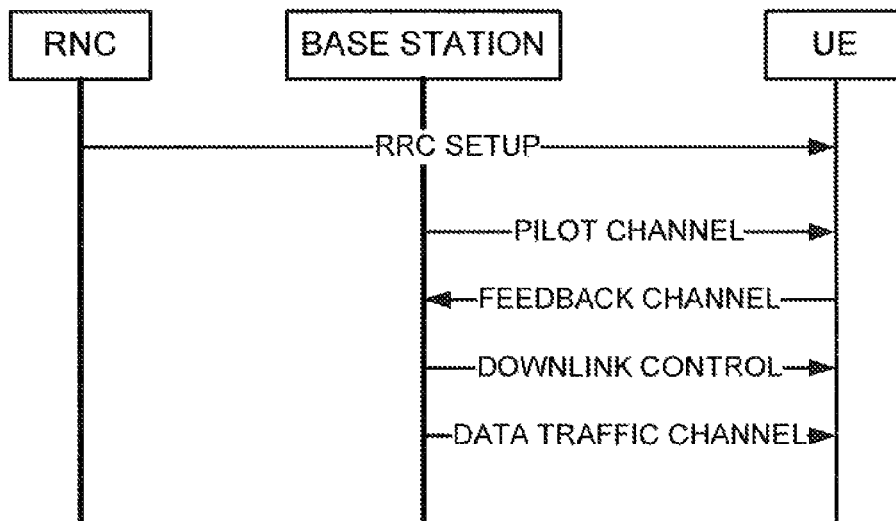 RNC
BASE STATION
UE
RRC SETUP
PILOT CHANNEL
FEEDBACK CHANNEL
DOWNLINK CONTROL
DATA TRAFFIC CHANNEL